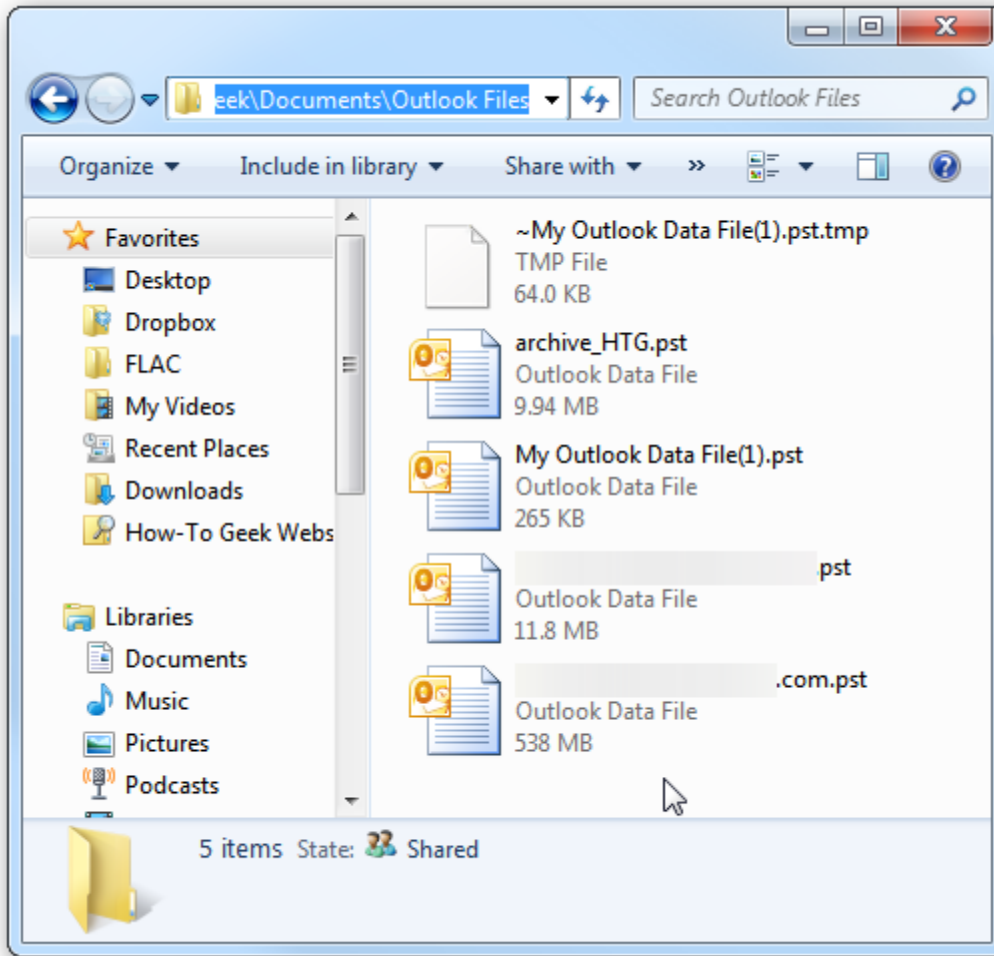 eek\Documents\Outlook Files
Search Outlook Files
Organize Include in library Share with »
Favorites
Desktop
Dropbox
FLAC
My Videos
Recent Places
Downloads
How-To Geek Webs
Libraries
Documents
Music
Pictures
Podcasts
~My Outlook Data File(1).pst.tmp
TMP File
64.0 KB
archive_HTG.pst
Outlook Data File
9.94 MB
My Outlook Data File(1).pst
Outlook Data File
265 KB
.pst
Outlook Data File
11.8 MB
.com.pst
Outlook Data File
538 MB
5 items State: Shared